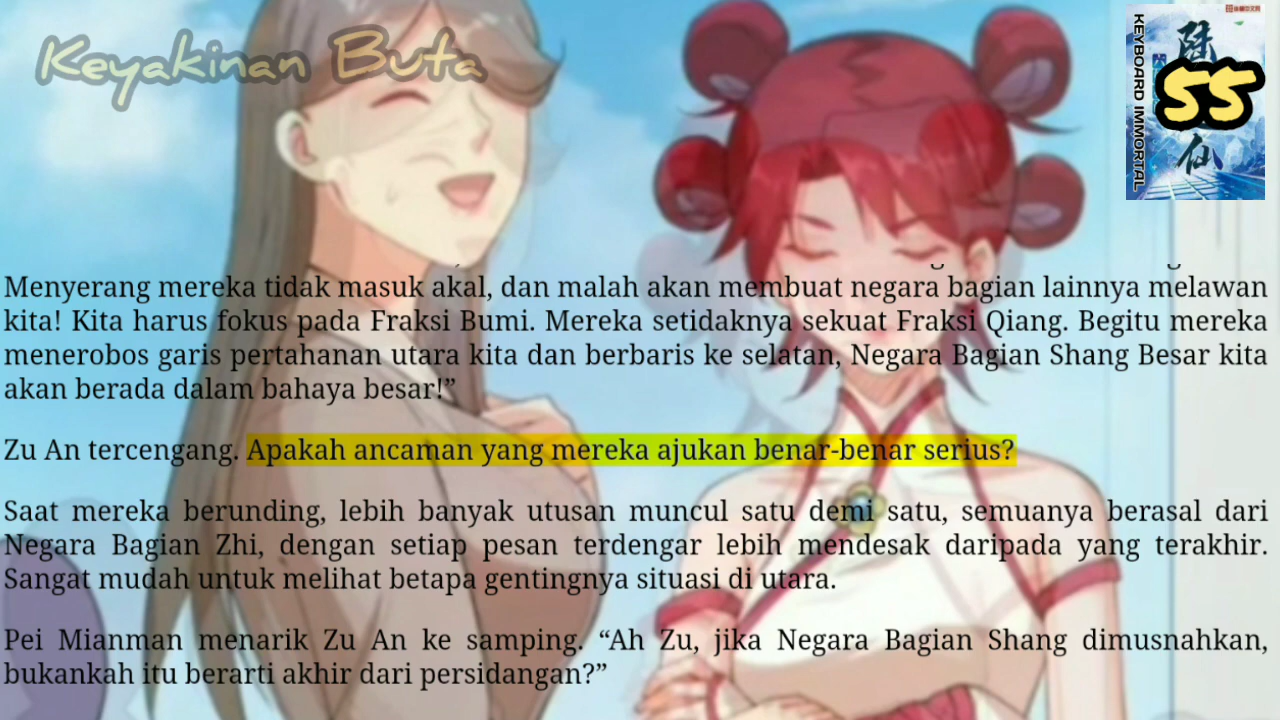 Keyakinan Buta
KEYBOARD IMMORTAL
陆
55
仙
Menyerang mereka tidak masuk akal, dan malah akan membuat negara bagian lainnya melawan
kita! Kita harus fokus pada Fraksi Bumi. Mereka setidaknya sekuat Fraksi Qiang. Begitu mereka
menerobos garis pertahanan utara kita dan berbaris ke selatan, Negara Bagian Shang Besar kita
akan berada dalam bahaya besar!”
Zu An tercengang. Apakah ancaman yang mereka ajukan benar-benar serius?
Saat mereka berunding, lebih banyak utusan muncul satu demi satu, semuanya berasal dari
Negara Bagian Zhi, dengan setiap pesan terdengar lebih mendesak daripada yang terakhir.
Sangat mudah untuk melihat betapa gentingnya situasi di utara.
Pei Mianman menarik Zu An ke samping. “Ah Zu, jika Negara Bagian Shang dimusnahkan,
bukankah itu berarti akhir dari persidangan?”